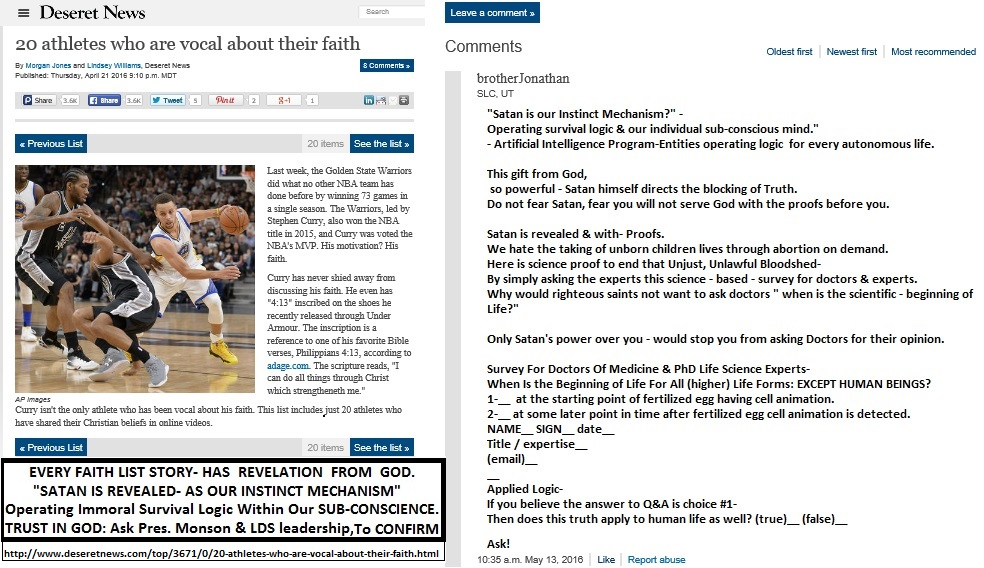 Deseret News
Search
20 athletes who are vocal about their faith
By Morgan Jones and Lindsey Williams, Deseret News
Published: Thursday, April 21 2016 9:10 p.m. MDT
8 Comments »
Share 3.6K
Share 3.6K
Tweet 5
Pin it 2
+1 1
in
« Previous List
20 items
See the list »
Last week, the Golden State Warriors
did what no other NBA team has
done before by winning 73 games in
a single season. The Warriors, led by
Stephen Curry, also won the NBA
title in 2015, and Curry was voted the
NBA's MVP. His motivation? His
faith.
Curry has never shied away from
discussing his faith. He even has
"4:13" inscribed on the shoes he
recently released through Under
Armour. The inscription is a
reference to one of his favorite Bible
verses, Philippians 4:13, according to
adage.com. The scripture reads, "I
can do all things through Christ
which strengtheneth me."
AP Images
Curry isn't the only athlete who has been vocal about his faith. This list includes just 20 athletes who
have shared their Christian beliefs in online videos.
« Previous List
20 items
See the list »
EVERY FAITH LIST STORY- HAS REVELATION FROM GOD.
"SATAN IS REVEALED- AS OUR INSTINCT MECHANISM"
Operating Immoral Survival Logic Within Our SUB-CONSCIENCE.
TRUST IN GOD: Ask Pres. Monson & LDS leadership,To CONFIRM
http://www.deseretnews.com/top/3671/0/20-athletes-who-are-vocal-about-their-faith.html
Leave a comment »
Comments
Oldest first
Newest first
Most recommended
brotherJonathan
SLC, UT
"Satan is our Instinct Mechanism?" -
Operating survival logic & our individual sub-conscious mind."
- Artificial Intelligence Program-Entities operating logic for every autonomous life.
This gift from God,
so powerful - Satan himself directs the blocking of Truth.
Do not fear Satan, fear you will not serve God with the proofs before you.
Satan is revealed & with- Proofs.
We hate the taking of unborn children lives through abortion on demand.
Here is science proof to end that Unjust, Unlawful Bloodshed-
By simply asking the experts this science - based - survey for doctors & experts.
Why would righteous saints not want to ask doctors " when is the scientific - beginning of
Life?"
Only Satan's power over you - would stop you from asking Doctors for their opinion.
Survey For Doctors Of Medicine & PhD Life Science Experts-
When Is the Beginning of Life For All (higher) Life Forms: EXCEPT HUMAN BEINGS?
1-__ at the starting point of fertilized egg having cell animation.
2-__ at some later point in time after fertilized egg cell animation is detected.
NAME__ SIGN__ date__
Title / expertise__
(email)__
__
Applied Logic-
If you believe the answer to Q&A is choice #1-
Then does this truth apply to human life as well? (true)__ (false)__
Ask!
10:35 a.m. May 13, 2016
Like
Report abuse